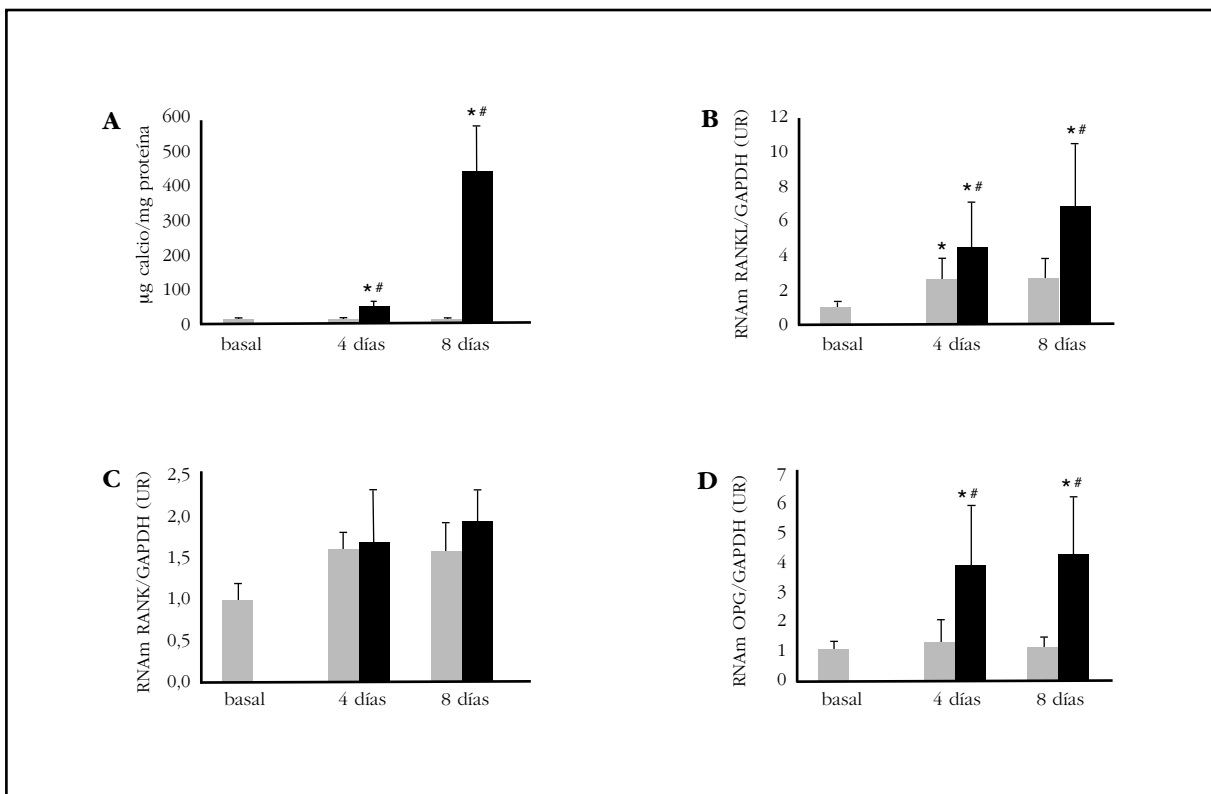 A
µg calcio/mg proteína
600
500
400
300
200
100
0
*#
*#
basal
4 días
8 días
B
RNAm RANKL/GAPDH (UR)
12
10
8
6
4
2
0
*
*#
*#
basal
4 días
8 días
C
RNAm RANK/GAPDH (UR)
2,5
2,0
1,5
1,0
0,5
0,0
basal
4 días
8 días
D
RNAm OPG/GAPDH (UR)
7
6
5
4
3
2
1
0
*#
*#
basal
4 días
8 días